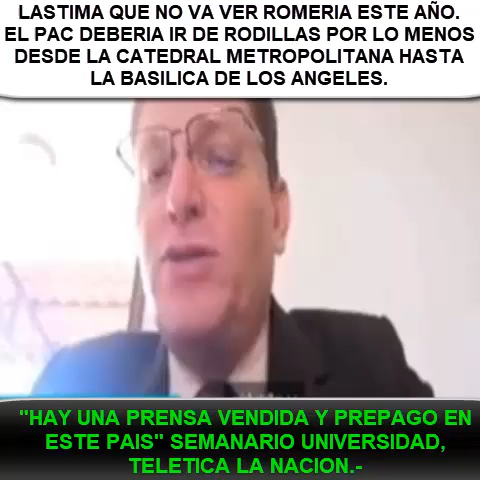 LASTIMA QUE NO VA VER ROMERIA ESTE AÑO.
EL PAC DEBERIA IR DE RODILLAS POR LO MENOS
DESDE LA CATEDRAL METROPOLITANA HASTA
LA BASILICA DE LOS ANGELES.
"HAY UNA PRENSA VENDIDA Y PREPAGO EN
ESTE PAIS" SEMANARIO UNIVERSIDAD,
TELETICA LA NACION.-